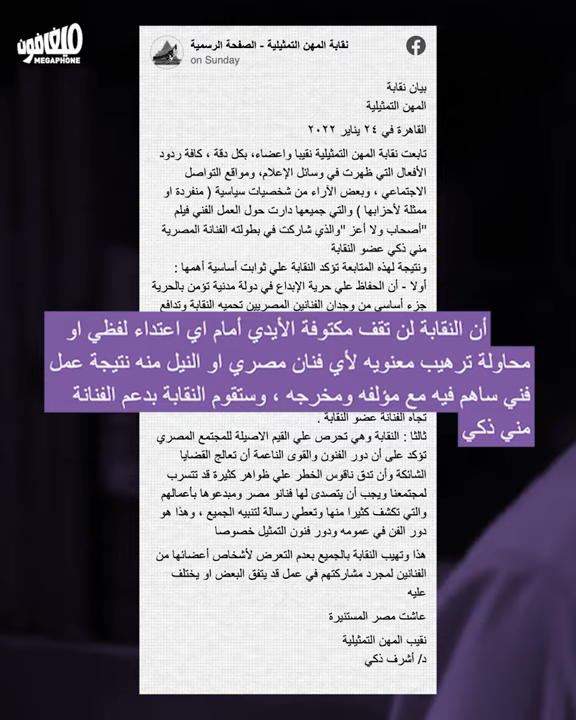 ميغافون
MEGAPHONE
نقابة المهن التمثيلية - الصفحة الرسمية
on Sunday
بيان نقابة
المهن التمثيلية
القاهرة في ٢٤ يناير ٢٠٢٢
تابعت نقابة المهن التمثيلية نقيبا واعضاء، بكل دقة ، كافة ردود
الأفعال التي ظهرت في وسائل الإعلام، ومواقع التواصل
الاجتماعي ، وبعض الأراء من شخصيات سياسية ( منفردة او
ممثلة لأحزابها ) والتي جميعها دارت حول العمل الفني فيلم
"أصحاب ولا أعز "والذي شاركت في بطولته الفنانة المصرية
مني ذكي عضو النقابة
ونتيجة لهذه المتابعة تؤكد النقابة علي ثوابت أساسية أهمها :
أولا - أن الحفاظ علي حرية الإبداع في دولة مدنية تؤمن بالحرية
جزء أساسي من وجدان الفنانين المصريين تحميه النقابة وتدافع
أن النقابة لن تقف مكتوفة الأيدي أمام اي اعتداء لفظي او
محاولة ترهيب معنويه لأي فنان مصري او النيل منه نتيجة عمل
فني ساهم فيه مع مؤلفه ومخرجه ، وستقوم النقابة بدعم الفنانة
مني ذكي
تجاه الفنانة عضو النقابة .
ثالثا : النقابة وهي تحرص علي القيم الاصيلة للمجتمع المصري
تؤكد على أن دور الفنون والقوى الناعمة أن تعالج القضايا
الشائكة وأن تدق ناقوس الخطر علي ظواهر كثيرة قد تتسرب
لمجتمعنا ويجب أن يتصدى لها فنانو مصر ومبدعوها بأعمالهم
والتي تكشف كثيرا منها وتعطي رسالة لتنبيه الجميع ، وهذا هو
دور الفن في عمومه ودور فنون التمثيل خصوصا
هذا وتهيب النقابة بالجميع بعدم التعرض لأشخاص أعضائها من
الفنانين لمجرد مشاركتهم في عمل قد يتفق البعض او يختلف
عليه
عاشت مصر المستنيرة
نقيب المهن التمثيلية
د/ أشرف ذكي